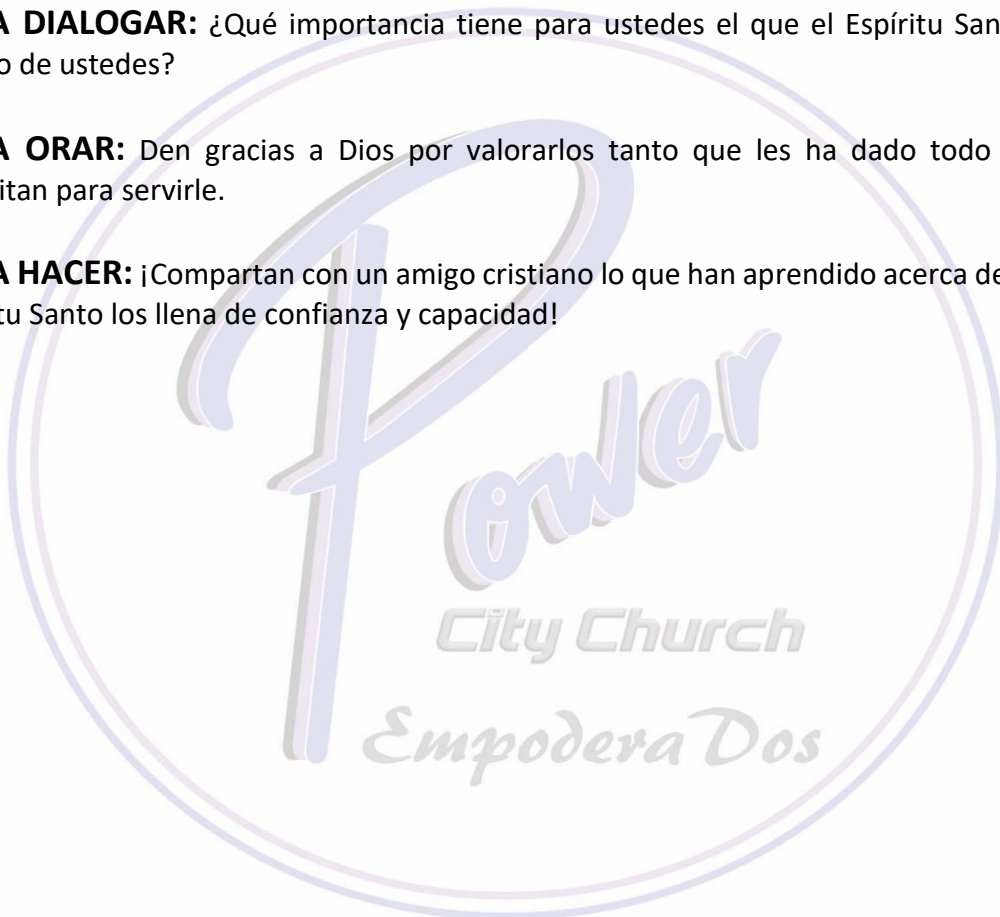 A DIALOGAR: ¿Qué importancia tiene para ustedes el que el Espíritu San
o de ustedes?
A ORAR: Den gracias a Dios por valorarlos tanto que les ha dado todo
itan para servirle.
A HACER: ¡Compartan con un amigo cristiano lo que han aprendido acerca de
tu Santo los llena de confianza y capacidad!
Power
City Church
EmpoderaDos